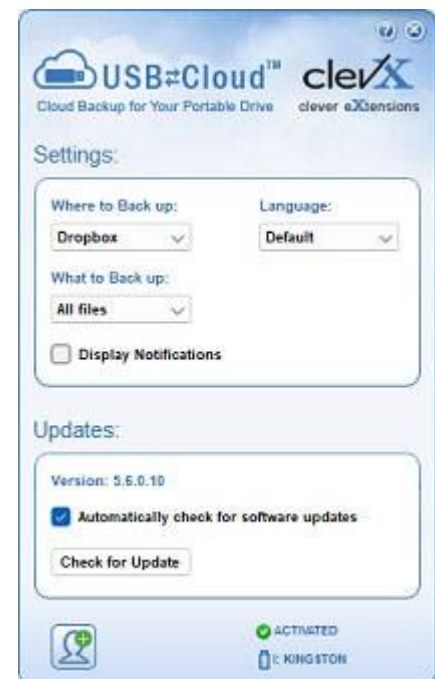 USB⇄Cloud™ clevX
Cloud Backup for Your Portable Drive clever eXtensions
Settings:
Where to Back up: Language:
Dropbox Default
What to Back up:
All files
Display Notifications
Updates:
Version: 5.6.0.10
Automatically check for software updates
Check for Update
ACTIVATED
I: KINGSTON